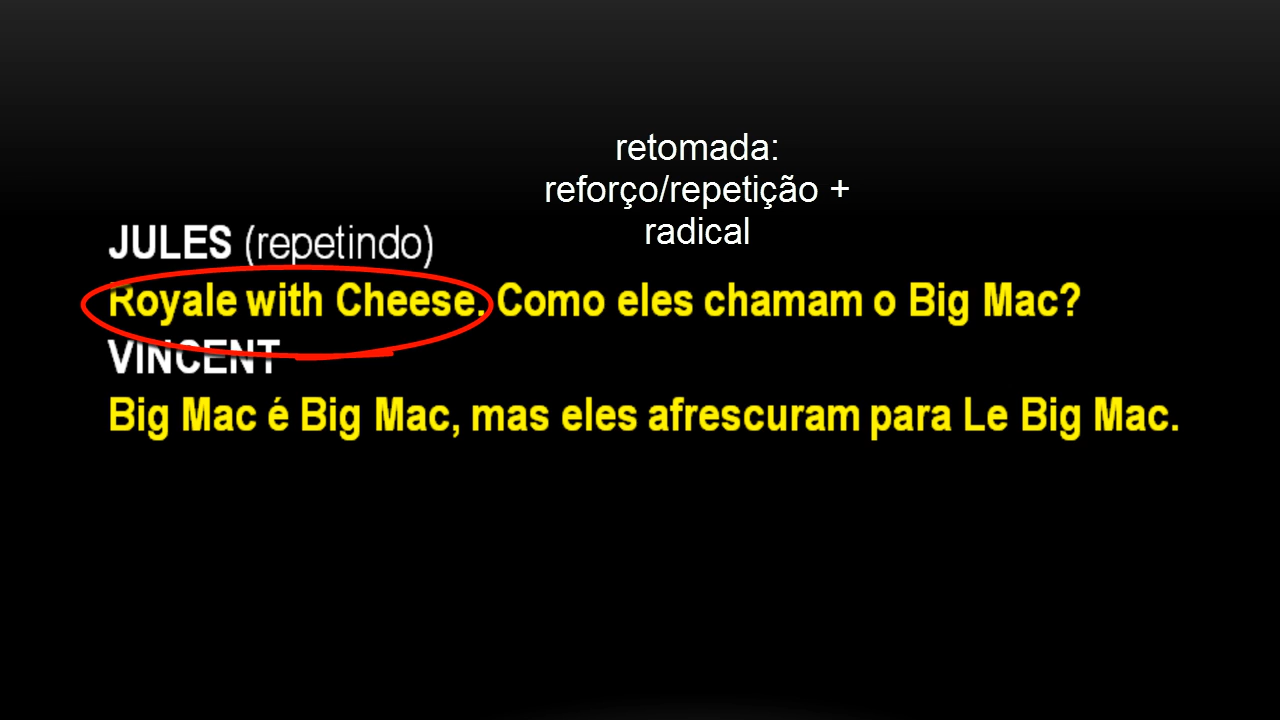 retomada:
reforço/repetição +
radical
JULES (repetindo)
Royale with Cheese. Como eles chamam o Big Mac?
VINCENT
Big Mac é Big Mac, mas eles afrescuram para Le Big Mac.